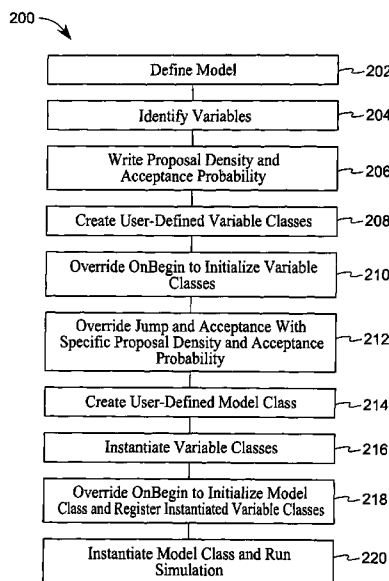 200
Define Model
202
Identify Variables
204
Write Proposal Density and
Acceptance Probability
206
Create User-Defined Variable Classes
208
Override OnBegin to Initialize Variable
Classes
210
Override Jump and Acceptance With
Specific Proposal Density and Acceptance
Probability
212
Create User-Defined Model Class
214
Instantiate Variable Classes
216
Override OnBegin to Initialize Model
Class and Register Instantiated Variable Classes
218
Instantiate Model Class and Run
Simulation
220